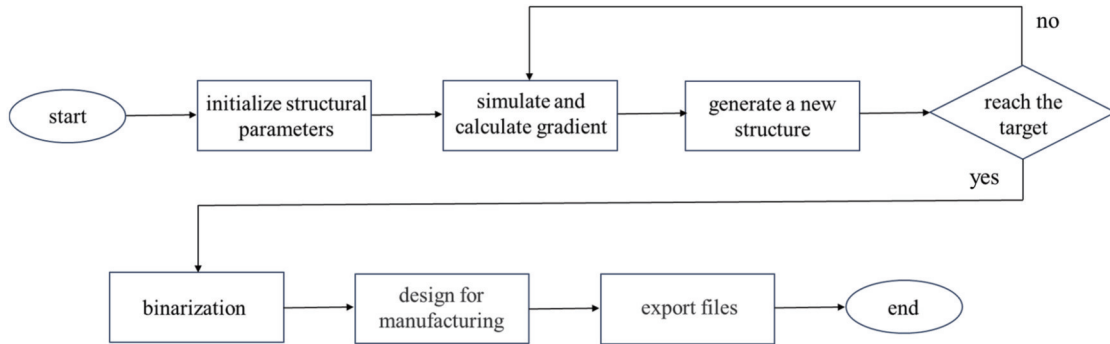 no
start
initialize structural
parameters
simulate and
calculate gradient
generate a new
structure
reach the
target
yes
binarization
design for
manufacturing
export files
end